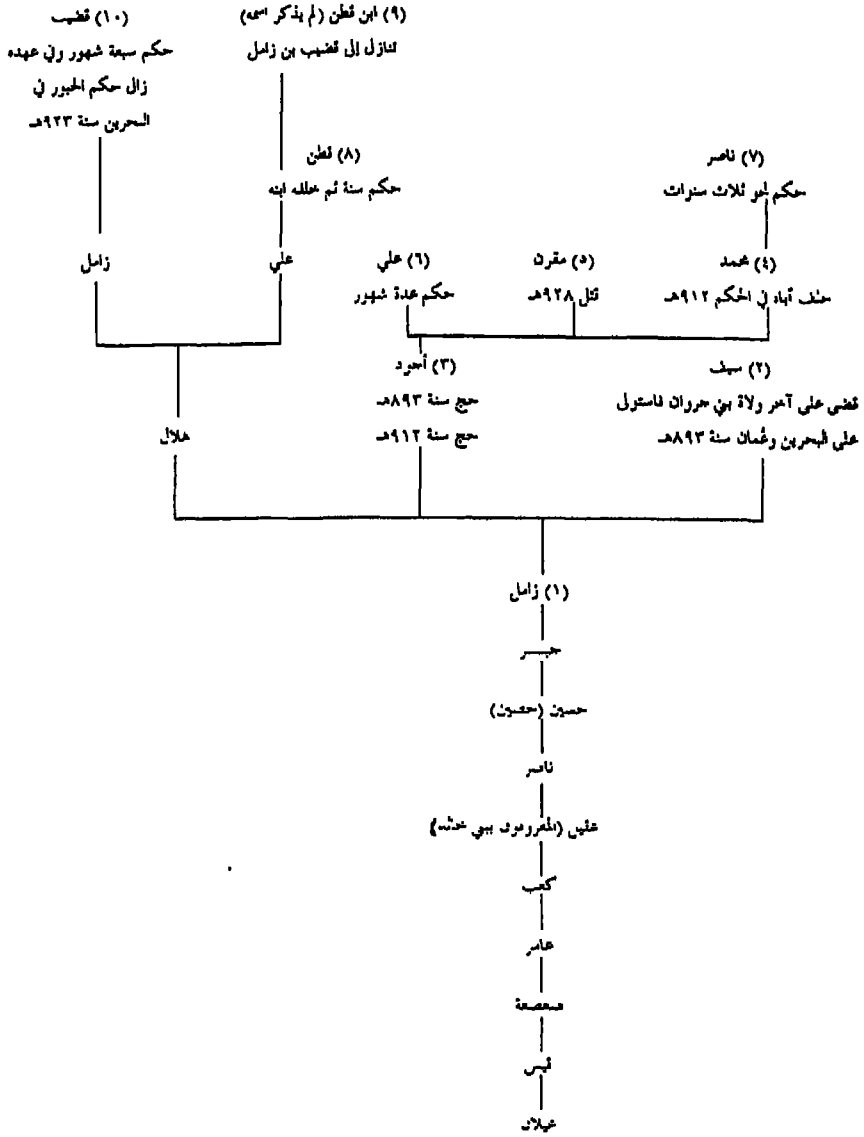 (١٠) قضيب
حكم سبعة شهور وفي عهده
زال حكم الجبور في
البحرين سنة ٩٢٣هـ
(٩) ابن قطن (لم يذكر اسمه)
تنازل إلى قضيب بن زامل
(٨) قطن
حكم سنة ثم خلفه ابنه
(٧) ناصر
حكم نحو ثلاث سنوات
زامل
علي
(٦) علي
حكم عدة شهور
(٥) مقرن
قتل ٩٢٨هـ
(٤) محمد
خلف أباه في الحكم ٩١٢هـ
هلال
(٣) أجود
حج سنة ٨٩٣هـ
حج سنة ٩١٢هـ
(٢) سيف
قضى على آخر ولاة بني جروان فاستولى
على البحرين وعُمان سنة ٨٩٣هـ
(١) زامل
جبر
حسين (حصين)
ناصر
عقيل (المعروف ببني
كعب
عامر
صعصعة
قيس
عيلان